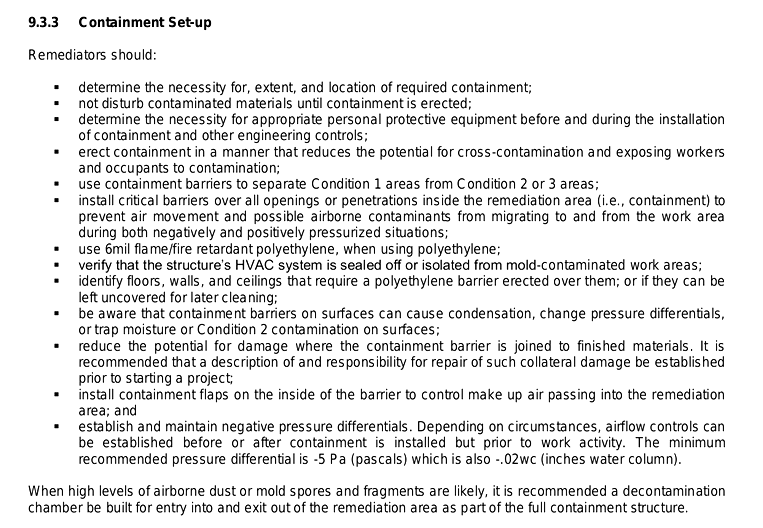 9.3.3 Containment Set-up
Remediators should:
▪ determine the necessity for, extent, and location of required containment;
▪ not disturb contaminated materials until containment is erected;
▪ determine the necessity for appropriate personal protective equipment before and during the installation
of containment and other engineering controls;
▪ erect containment in a manner that reduces the potential for cross-contamination and exposing workers
and occupants to contamination;
▪ use containment barriers to separate Condition 1 areas from Condition 2 or 3 areas;
▪ install critical barriers over all openings or penetrations inside the remediation area (i.e., containment) to
prevent air movement and possible airborne contaminants from migrating to and from the work area
during both negatively and positively pressurized situations;
▪ use 6mil flame/fire retardant polyethylene, when using polyethylene;
▪ verify that the structure's HVAC system is sealed off or isolated from mold-contaminated work areas;
▪ identify floors, walls, and ceilings that require a polyethylene barrier erected over them; or if they can be
left uncovered for later cleaning;
▪ be aware that containment barriers on surfaces can cause condensation, change pressure differentials,
or trap moisture or Condition 2 contamination on surfaces;
▪ reduce the potential for damage where the containment barrier is joined to finished materials. It is
recommended that a description of and responsibility for repair of such collateral damage be established
prior to starting a project;
▪ install containment flaps on the inside of the barrier to control make up air passing into the remediation
area; and
▪ establish and maintain negative pressure differentials. Depending on circumstances, airflow controls can
be established before or after containment is installed but prior to work activity. The minimum
recommended pressure differential is -5 Pa (pascals) which is also -.02wc (inches water column).
When high levels of airborne dust or mold spores and fragments are likely, it is recommended a decontamination
chamber be built for entry into and exit out of the remediation area as part of the full containment structure.